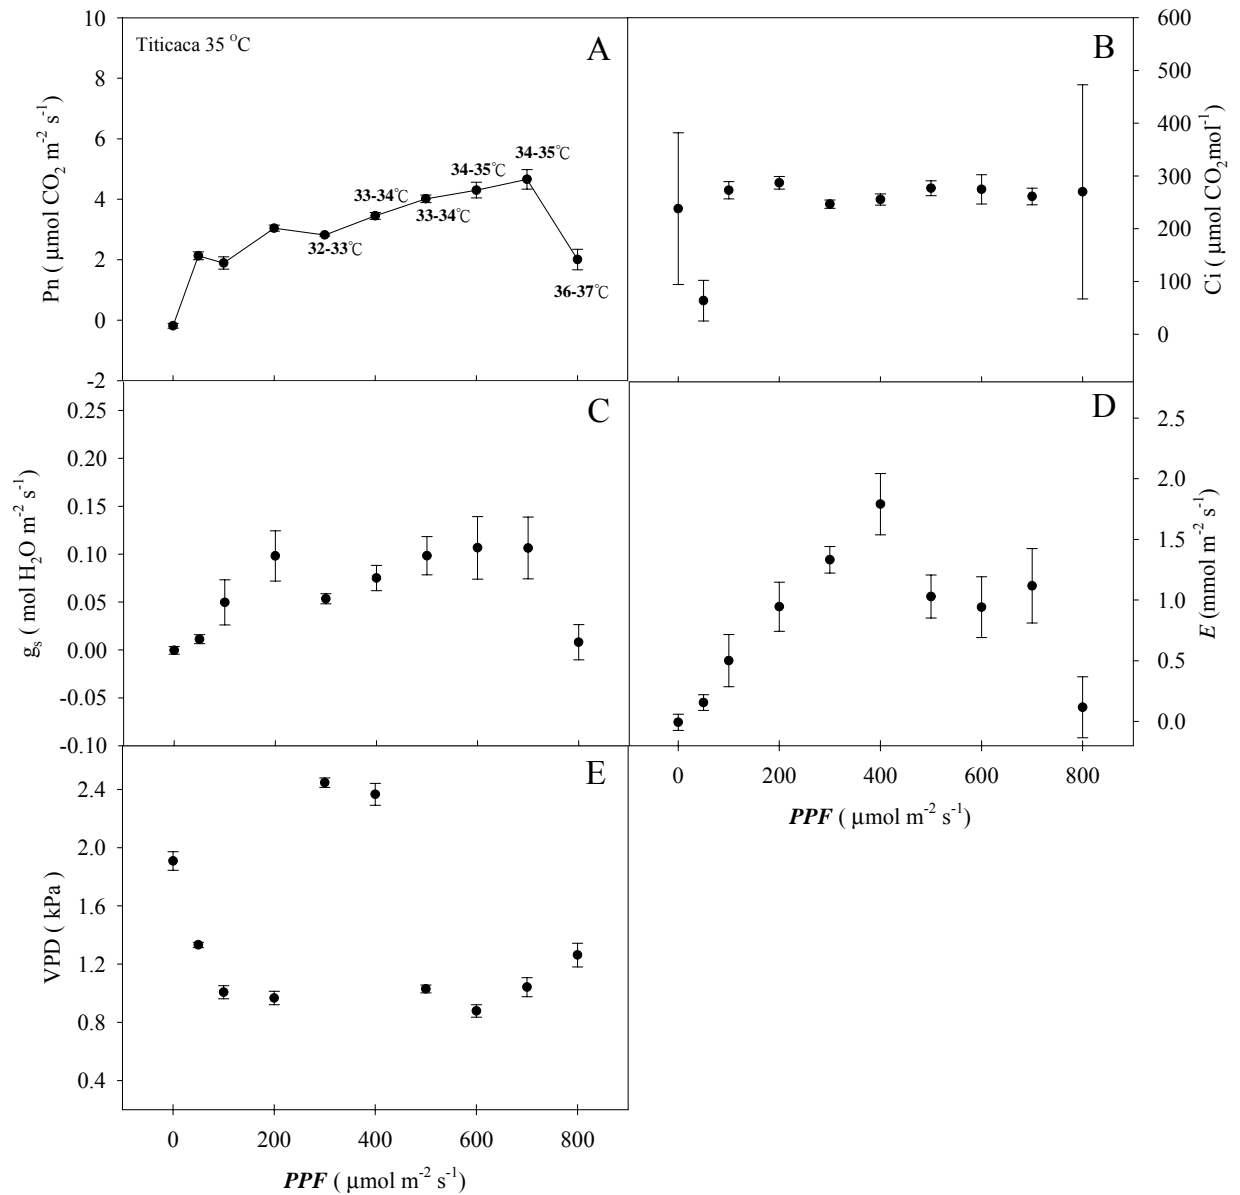 Titicaca 35 °C
A
10
8
6
4
2
0
-2
Pn ( μmol CO₂ m⁻² s⁻¹)
32-33℃
33-34℃
33-34℃
34-35℃
34-35℃
36-37℃
B
600
500
400
300
200
100
0
Ci ( μmol CO₂mol⁻¹)
C
0.25
0.20
0.15
0.10
0.05
0.00
-0.05
-0.10
gₛ ( mol H₂O m⁻² s⁻¹)
D
2.5
2.0
1.5
1.0
0.5
0.0
E (mmol m⁻² s⁻¹)
0 200 400 600 800
PPF ( μmol m⁻² s⁻¹)
E
2.4
2.0
1.6
1.2
0.8
0.4
VPD ( kPa)
0 200 400 600 800
PPF ( μmol m⁻² s⁻¹)